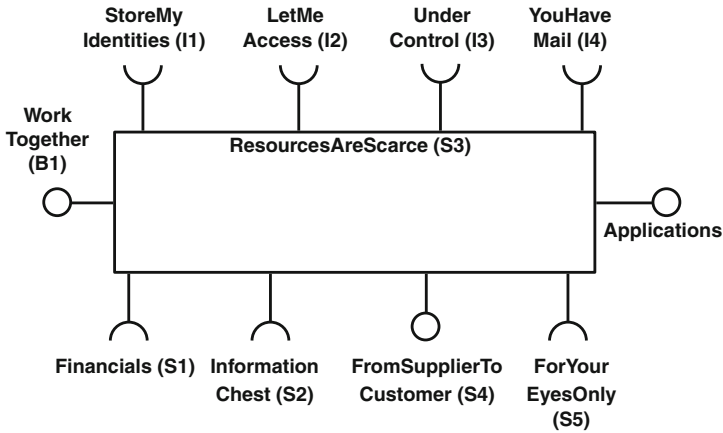 StoreMy
Identities (I1)
LetMe
Access (I2)
Under
Control (I3)
YouHave
Mail (I4)
Work
Together
(B1)
ResourcesAreScarce (S3)
Applications
Financials (S1)
Information
Chest (S2)
FromSupplierTo
Customer (S4)
ForYour
EyesOnly
(S5)